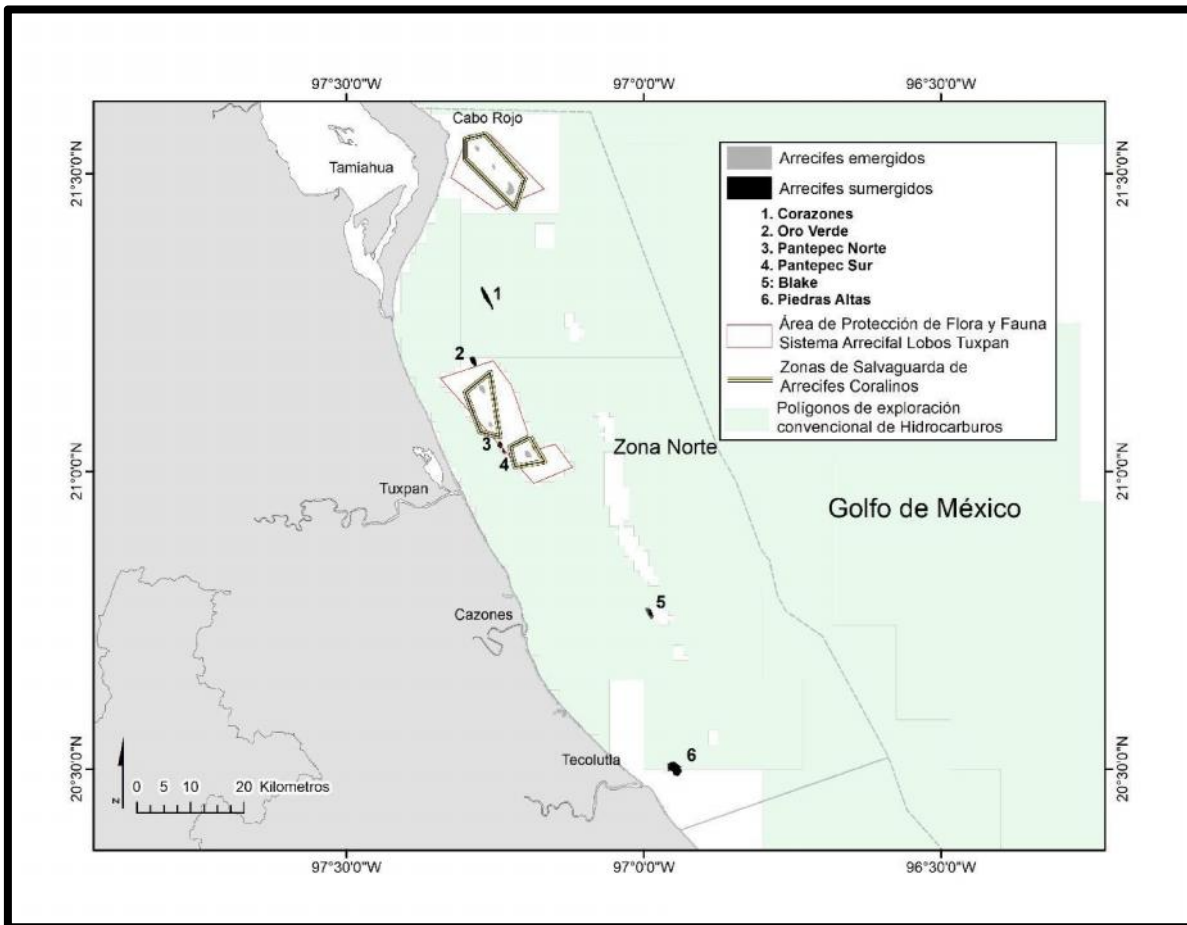 97°30'0"W
97°0'0"W
96°30'0"W
Cabo Rojo
Tamiahua
21°30'0"N
21°30'0"N
Arrecifes emergidos
Arrecifes sumergidos
1. Corazones
2. Oro Verde
3. Pantepec Norte
4. Pantepec Sur
5: Blake
6. Piedras Altas
Área de Protección de Flora y Fauna
Sistema Arrecifal Lobos Tuxpan
Zonas de Salvaguarda de
Arrecifes Coralinos
Polígonos de exploración
convencional de Hidrocarburos
1
2
3
4
Zona Norte
21°0'0"N
21°0'0"N
Tuxpan
Golfo de México
5
Cazones
6
Tecolutla
20°30'0"N
20°30'0"N
N
0 5 10 20 Kilometros
97°30'0"W
97°0'0"W
96°30'0"W